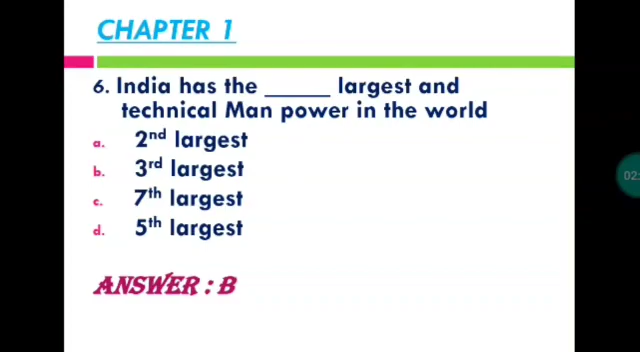 CHAPTER 1
6. India has the ______ largest and
technical Man power in the world
a. 2nd largest
b. 3rd largest
c. 7th largest
d. 5th largest
ANSWER : B
02: